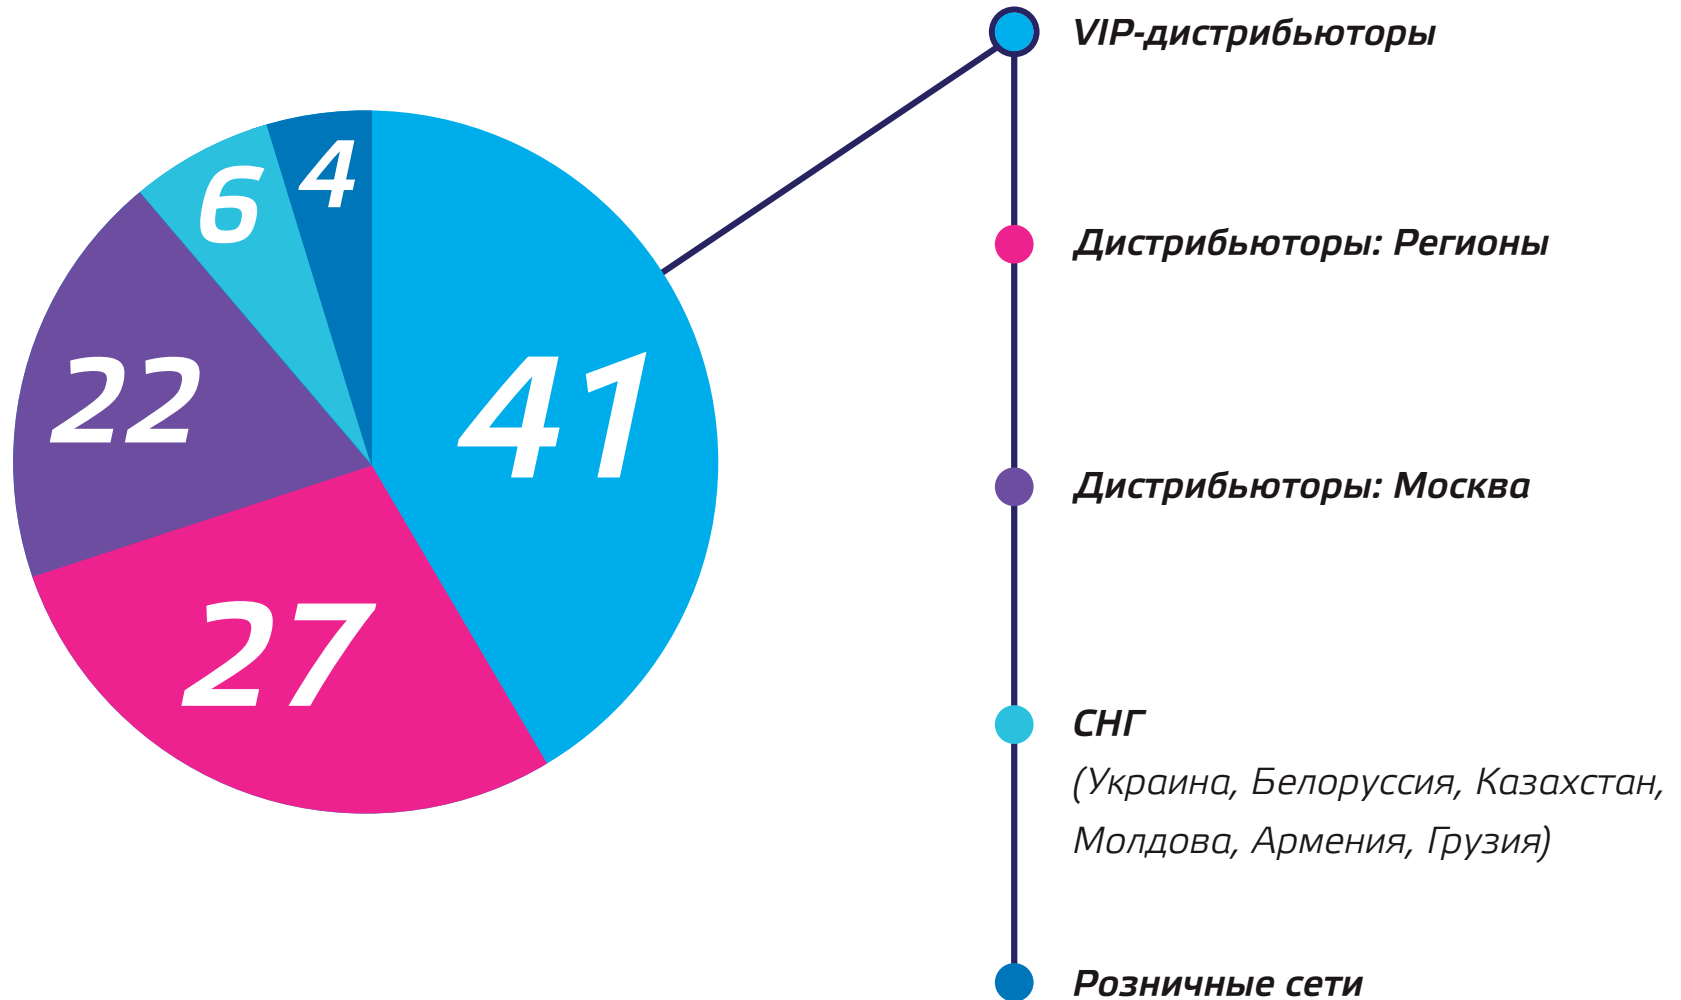 VIP-дистрибьюторы
4
6
Дистрибьюторы: Регионы
22
41
Дистрибьюторы: Москва
27
СНГ
(Украина, Белоруссия, Казахстан,
Молдова, Армения, Грузия)
Розничные сети